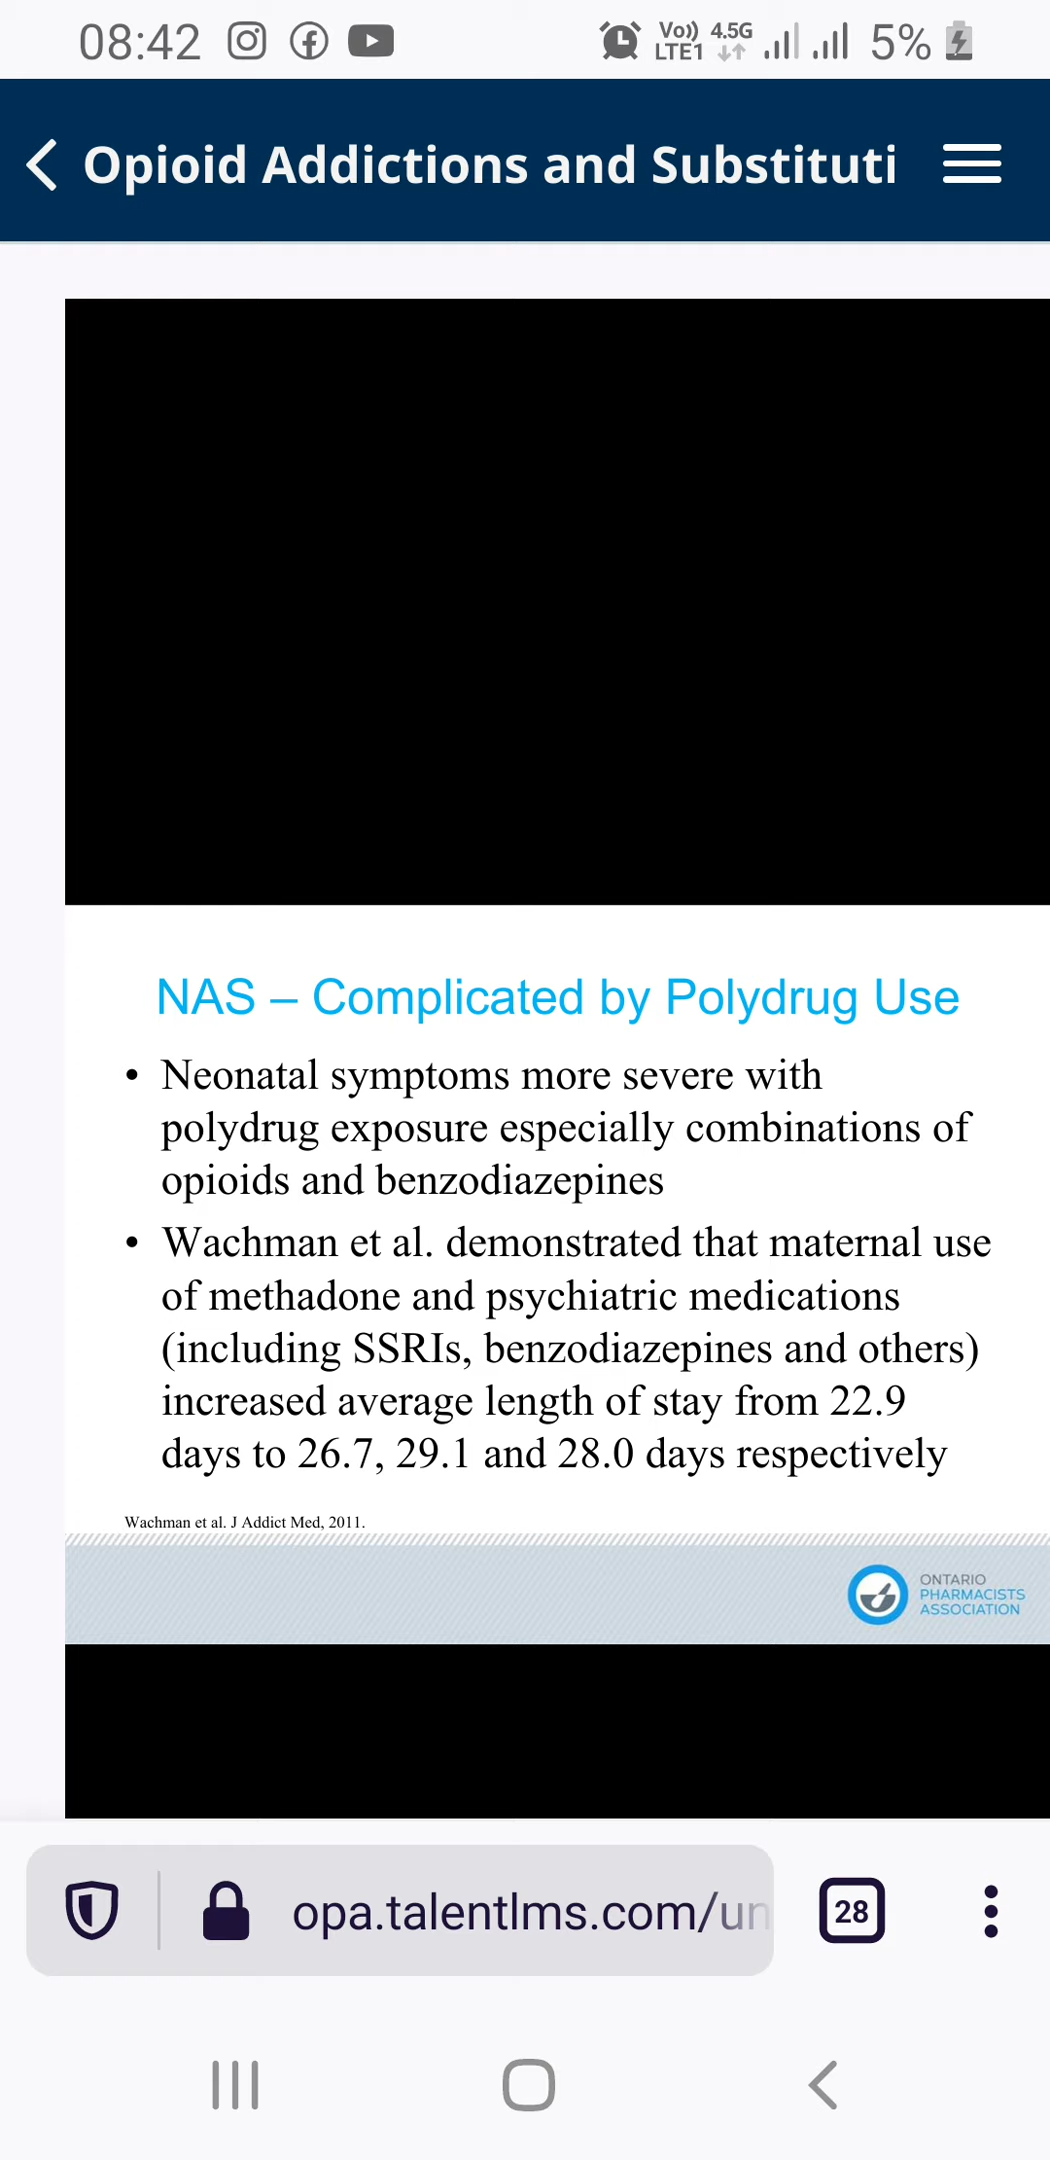 08:42 Vo)) 4.5G 5%
LTE1
Opioid Addictions and Substituti
NAS – Complicated by Polydrug Use
• Neonatal symptoms more severe with
polydrug exposure especially combinations of
opioids and benzodiazepines
• Wachman et al. demonstrated that maternal use
of methadone and psychiatric medications
(including SSRIs, benzodiazepines and others)
increased average length of stay from 22.9
days to 26.7, 29.1 and 28.0 days respectively
Wachman et al. J Addict Med, 2011.
ONTARIO
PHARMACISTS
ASSOCIATION
opa.talentlms.com/un 28